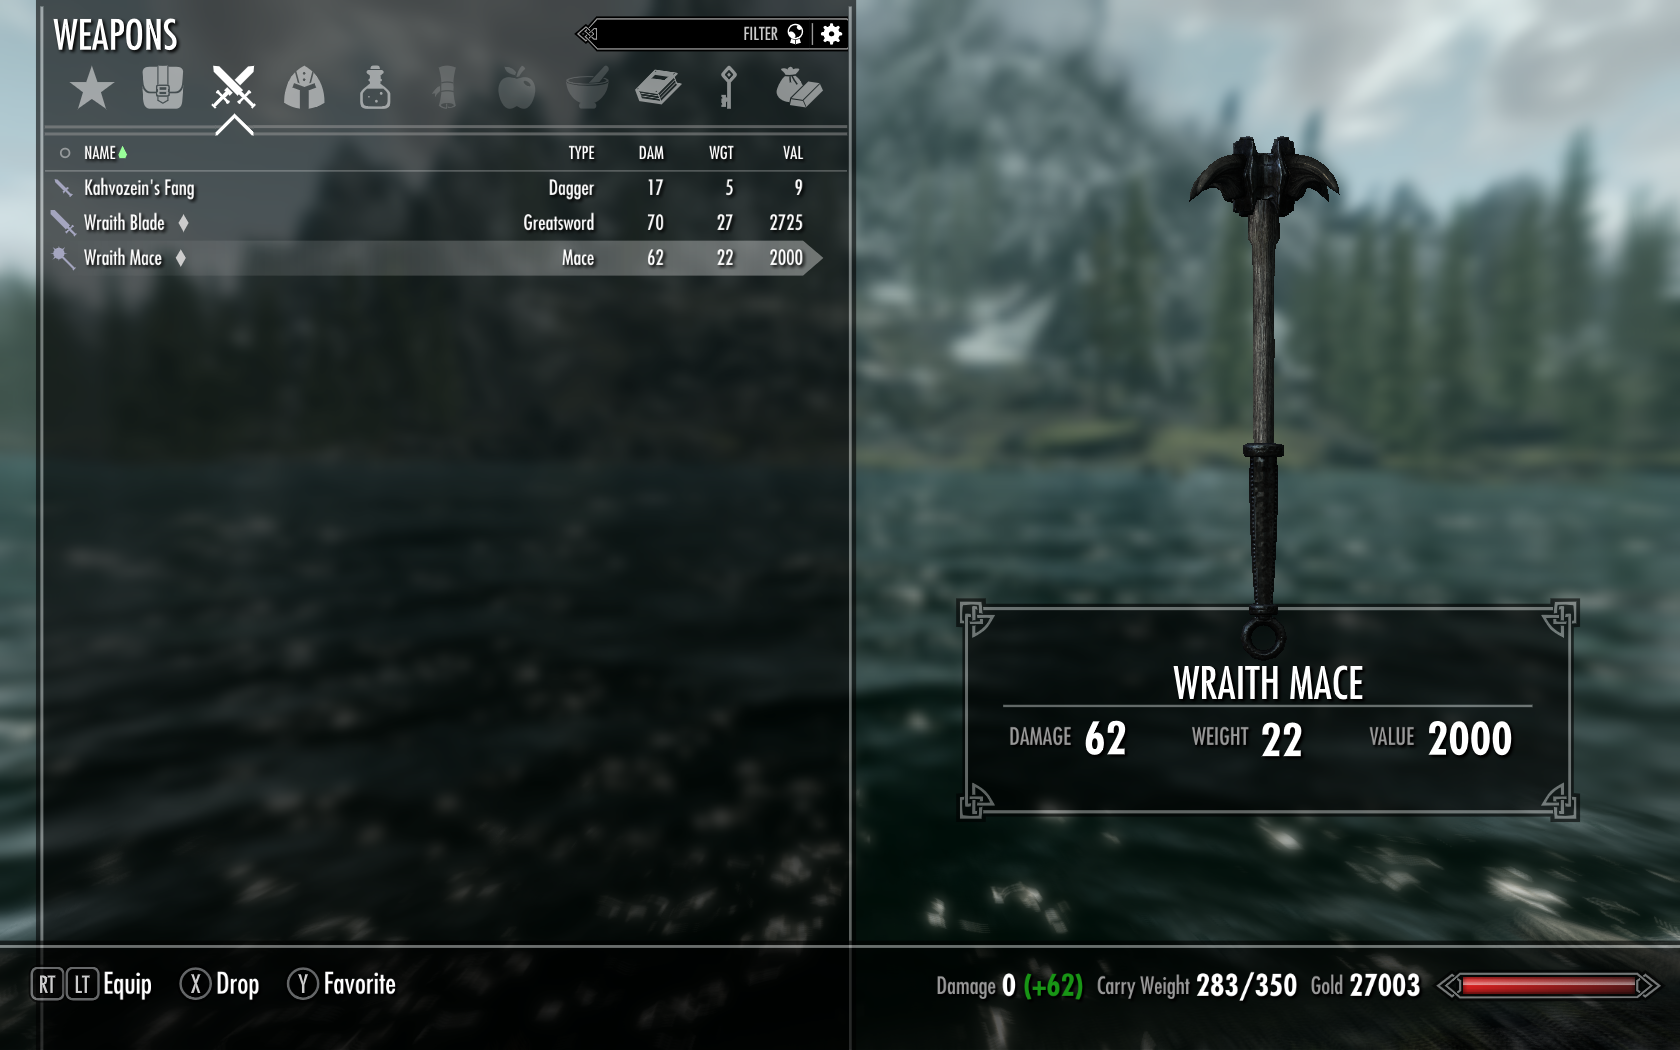 WEAPONS
FILTER
NAME TYPE DAM WGT VAL
Kahvozein's Fang Dagger 17 5 9
Wraith Blade Greatsword 70 27 2725
Wraith Mace Mace 62 22 2000
WRAITH MACE
DAMAGE 62 WEIGHT 22 VALUE 2000
RT LT Equip X Drop Y Favorite
Damage 0 (+62) Carry Weight 283/350 Gold 27003